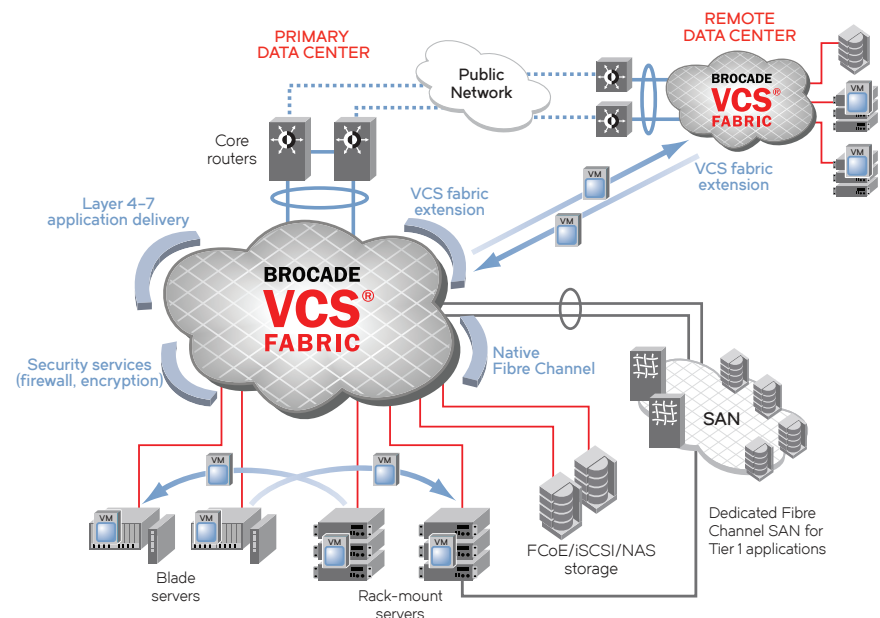 PRIMARY
DATA CENTER
REMOTE
DATA CENTER
Public
Network
BROCADE
VCS®
FABRIC
VM
VM
Core
routers
VM
VM
VCS fabric
extension
Layer 4–7
application delivery
VCS fabric
extension
BROCADE
VCS®
FABRIC
Security services
(firewall, encryption)
Native
Fibre Channel
SAN
VM
VM
VM
VM
VM
VM
Blade
servers
Rack-mount
servers
FCoE/iSCSI/NAS
storage
Dedicated Fibre
Channel SAN for
Tier 1 applications